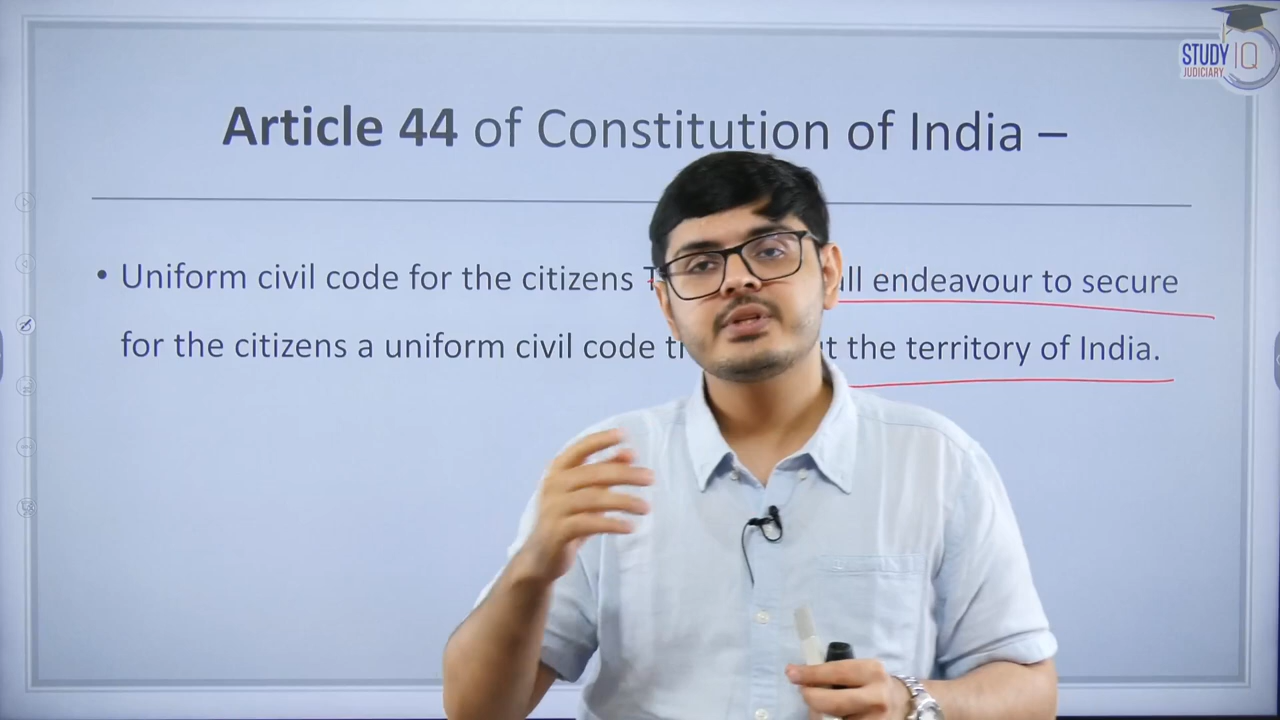 STUDY IQ
JUDICIARY
Article 44 of Constitution of India –
• Uniform civil code for the citizens all endeavour to secure
for the citizens a uniform civil code the territory of India.